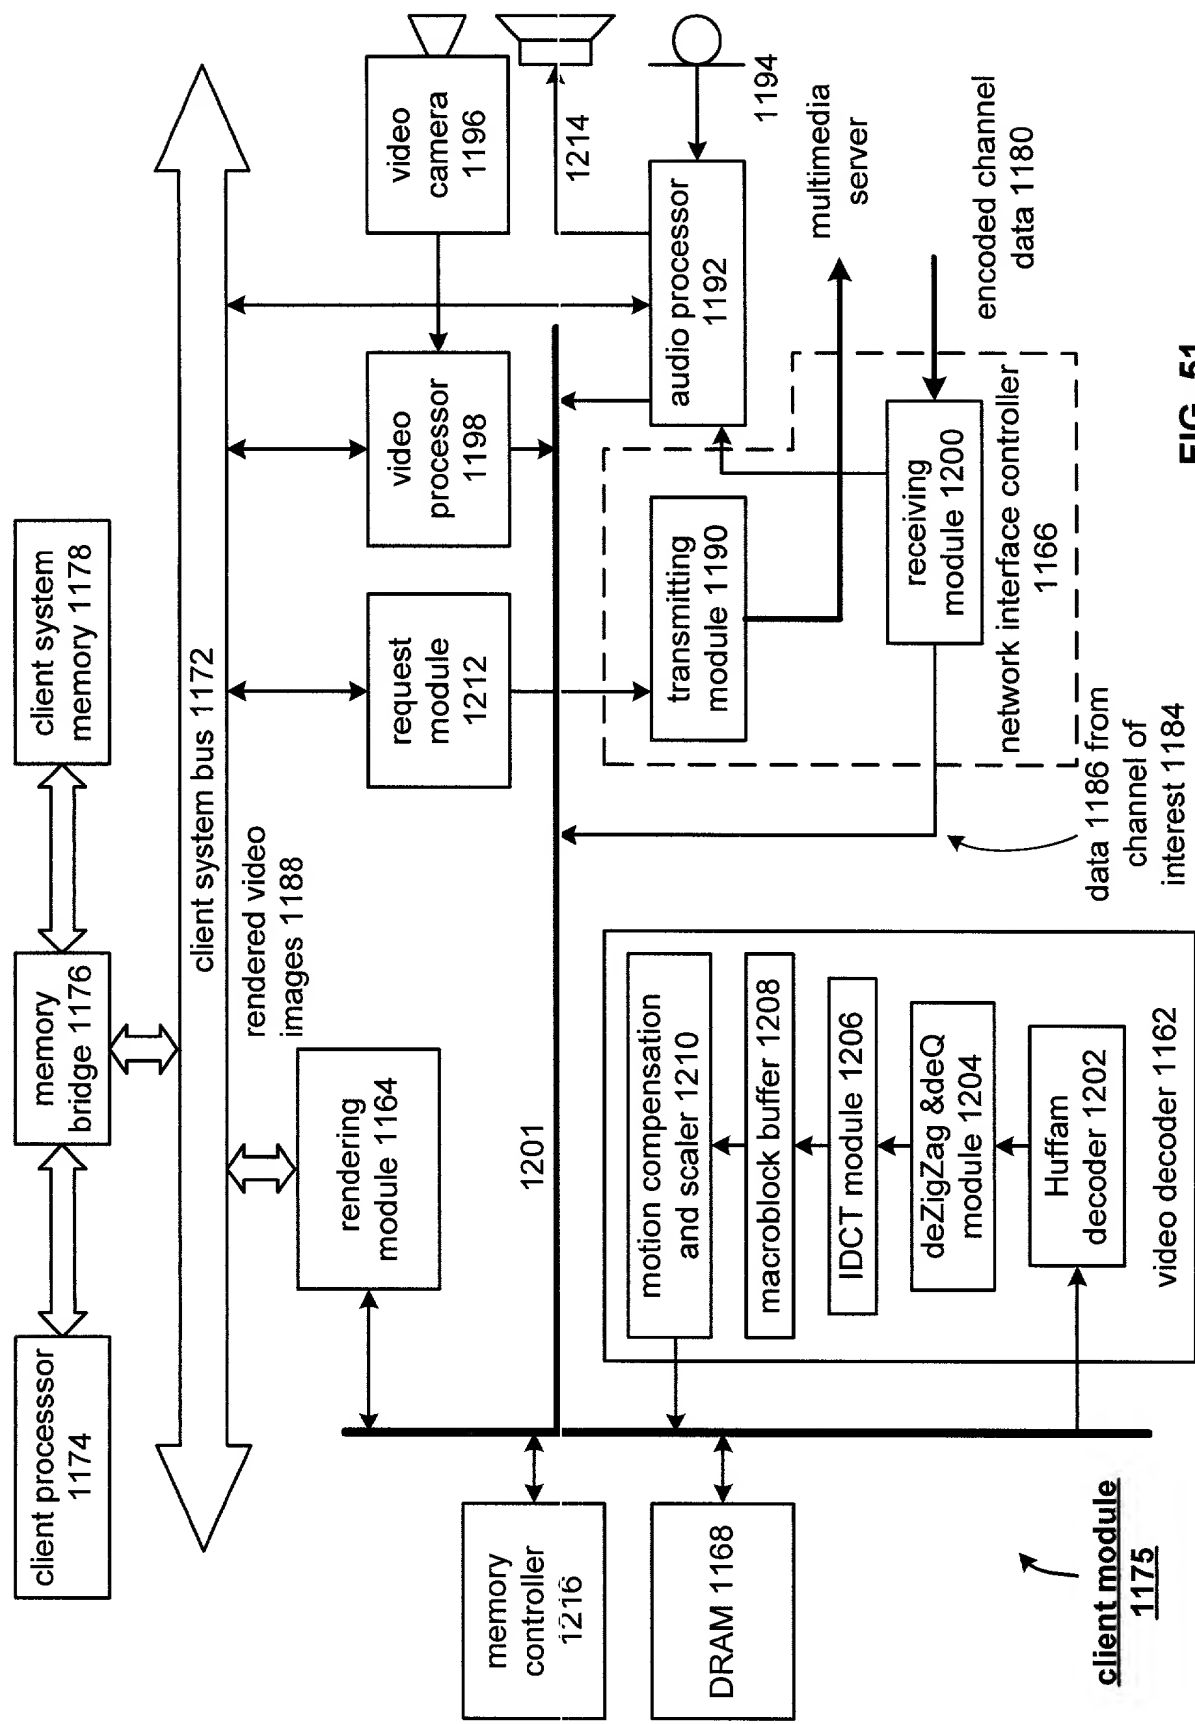 client processsor
1174
memory
bridge 1176
client system
memory 1178
client system bus 1172
rendered video
images 1188
rendering
module 1164
request
module
1212
video
processor
1198
video
camera
1196
1214
1194
audio processor
1192
memory
controller
1216
DRAM 1168
1201
motion compensation
and scaler 1210
macroblock buffer 1208
IDCT module 1206
deZigZag &deQ
module 1204
Huffam
decoder 1202
video decoder 1162
transmitting
module 1190
receiving
module 1200
network interface controller
1166
multimedia
server
encoded channel
data 1180
data 1186 from
channel of
interest 1184
client module
1175
FIG. 51